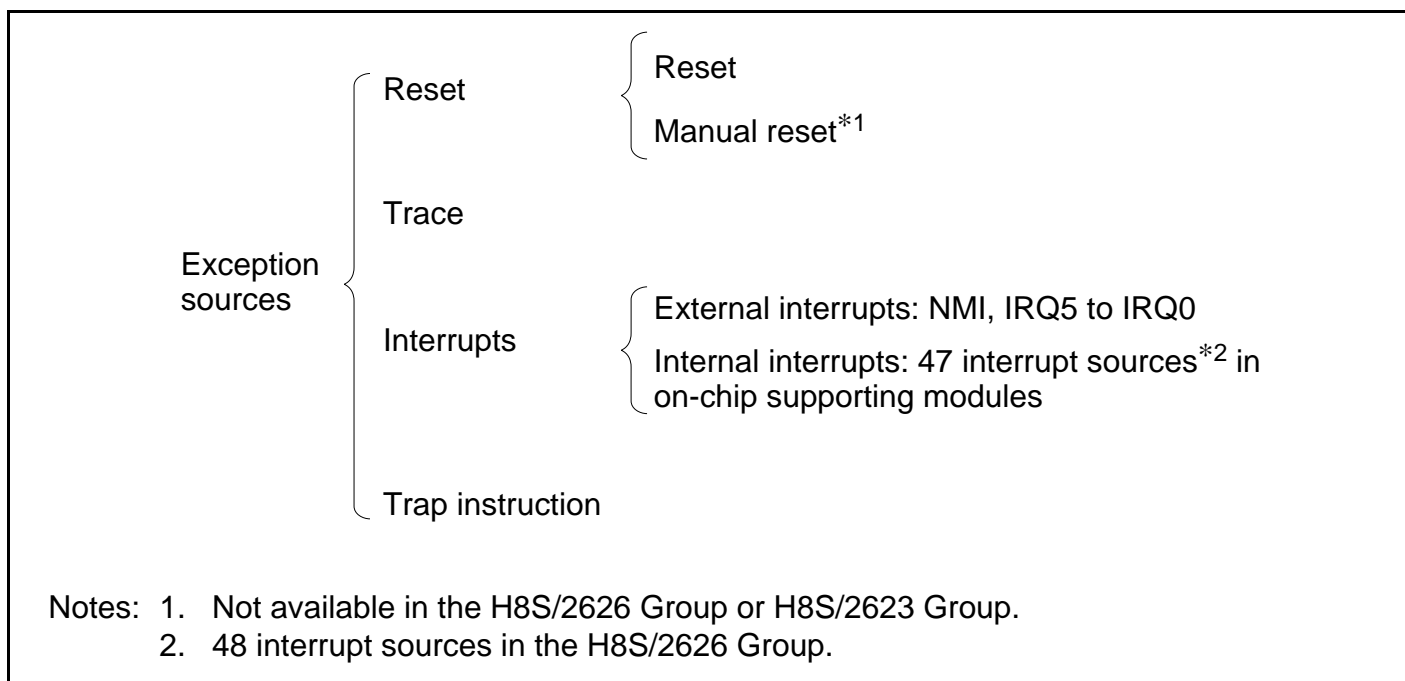 Reset
Reset
Manual reset*1
Trace
Exception
sources
Interrupts
External interrupts: NMI, IRQ5 to IRQ0
Internal interrupts: 47 interrupt sources*2 in
on-chip supporting modules
Trap instruction
Notes: 1. Not available in the H8S/2626 Group or H8S/2623 Group.
2. 48 interrupt sources in the H8S/2626 Group.